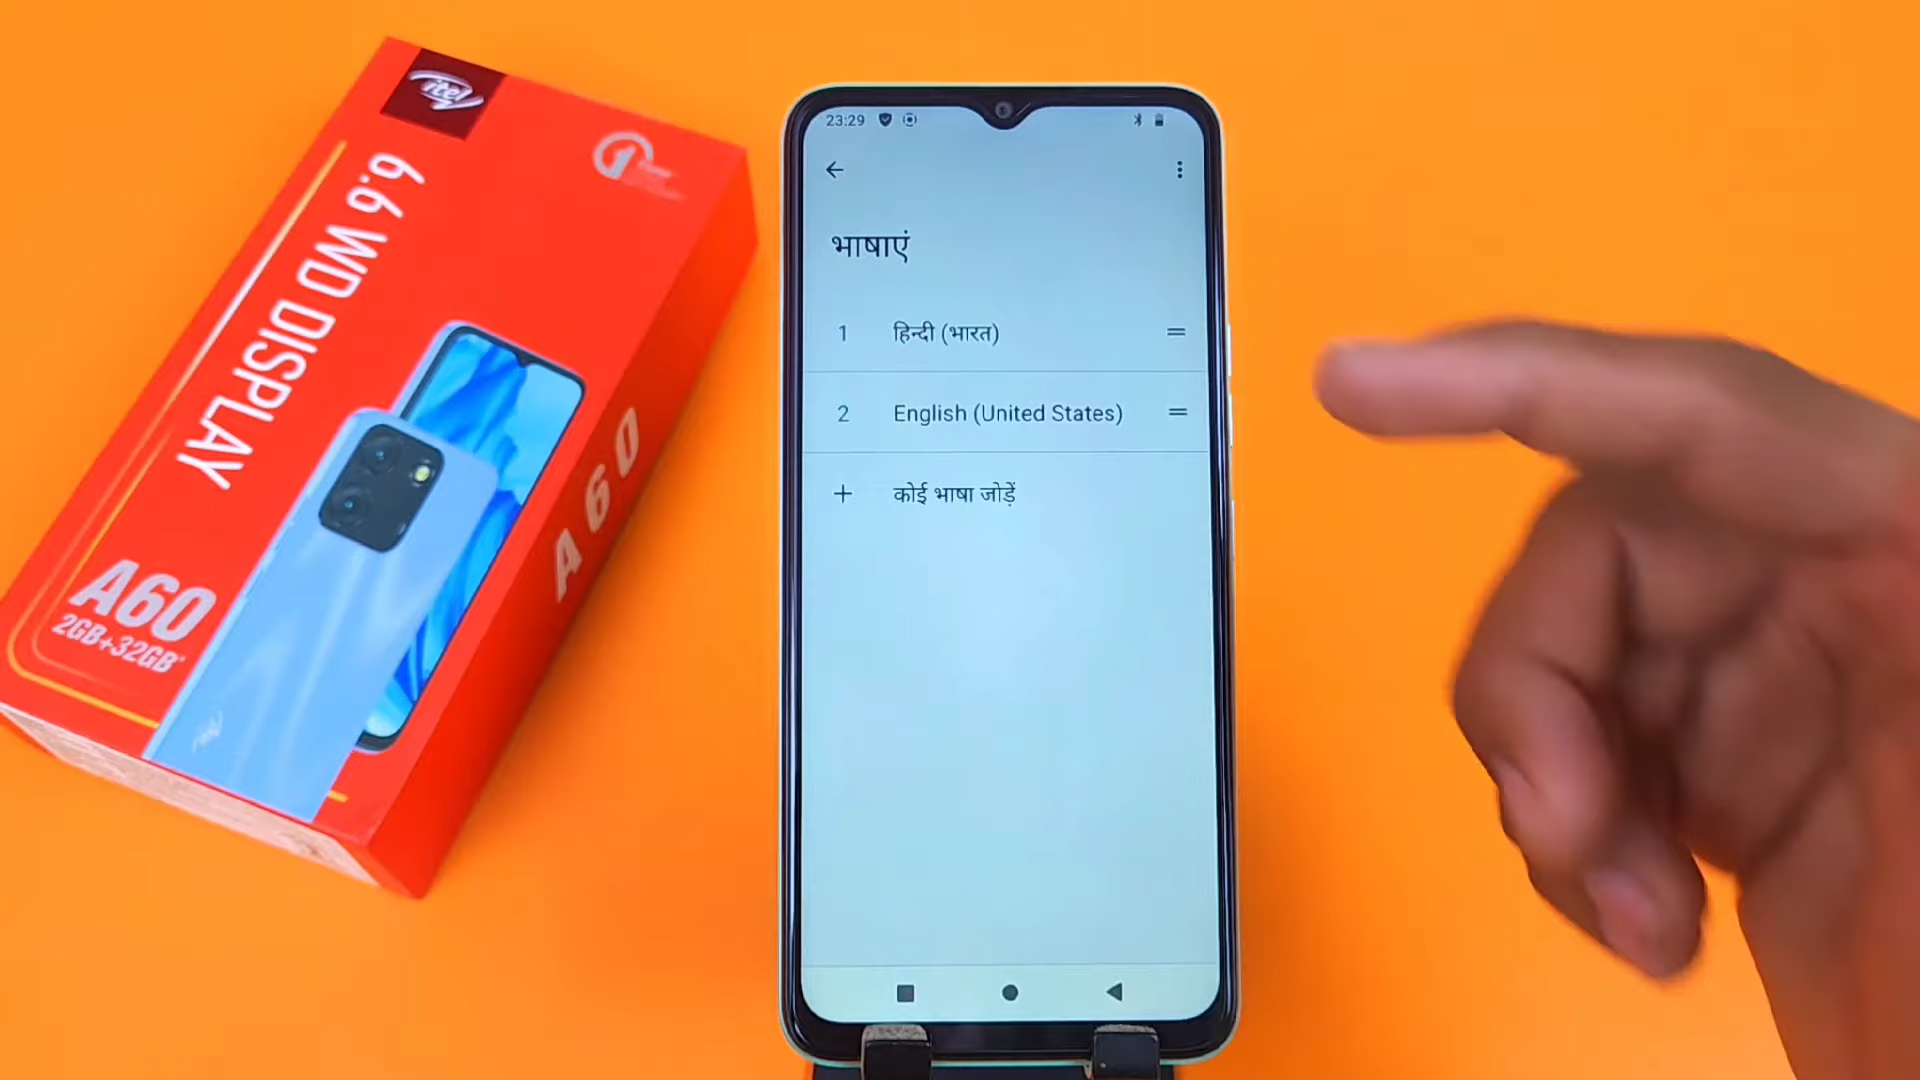 itel
6.6 WD DISPLAY
A60
2GB+32GB*
A60
23:29
भाषाएं
1 हिन्दी (भारत)
2 English (United States)
+ कोई भाषा जोड़ें